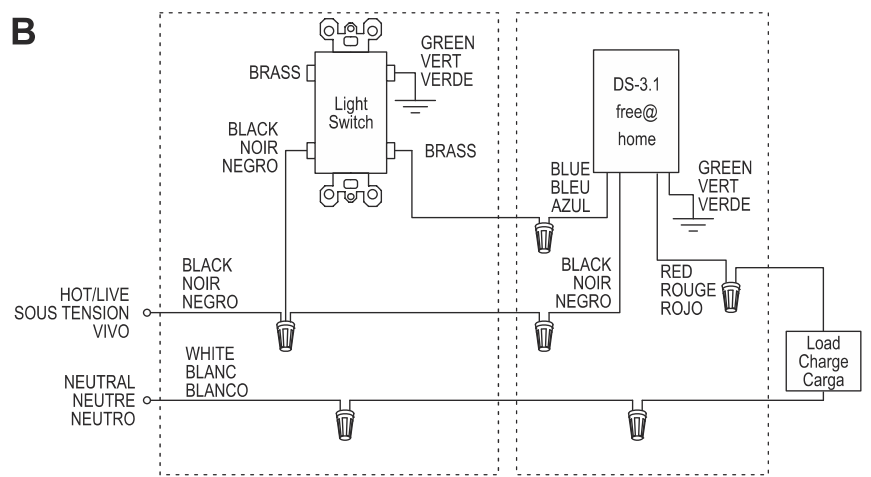 B
GREEN
VERT
VERDE
BRASS
Light
Switch
BLACK
NOIR
NEGRO
BRASS
DS-3.1
free@
home
BLUE
BLEU
AZUL
GREEN
VERT
VERDE
BLACK
NOIR
NEGRO
BLACK
NOIR
NEGRO
RED
ROUGE
ROJO
HOT/LIVE
SOUS TENSION
VIVO
Load
Charge
Carga
WHITE
BLANC
BLANCO
NEUTRAL
NEUTRE
NEUTRO